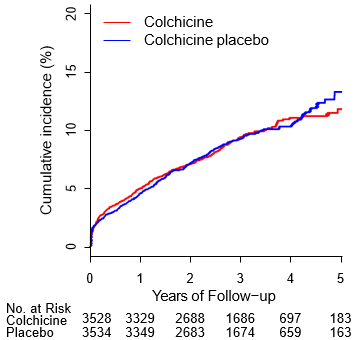 20
15
10
5
0
Cumulative incidence (%)
Colchicine
Colchicine placebo
0 1 2 3 4 5
Years of Follow-up
No. at Risk
Colchicine 3528 3329 2688 1686 697 183
Placebo 3534 3349 2683 1674 659 163